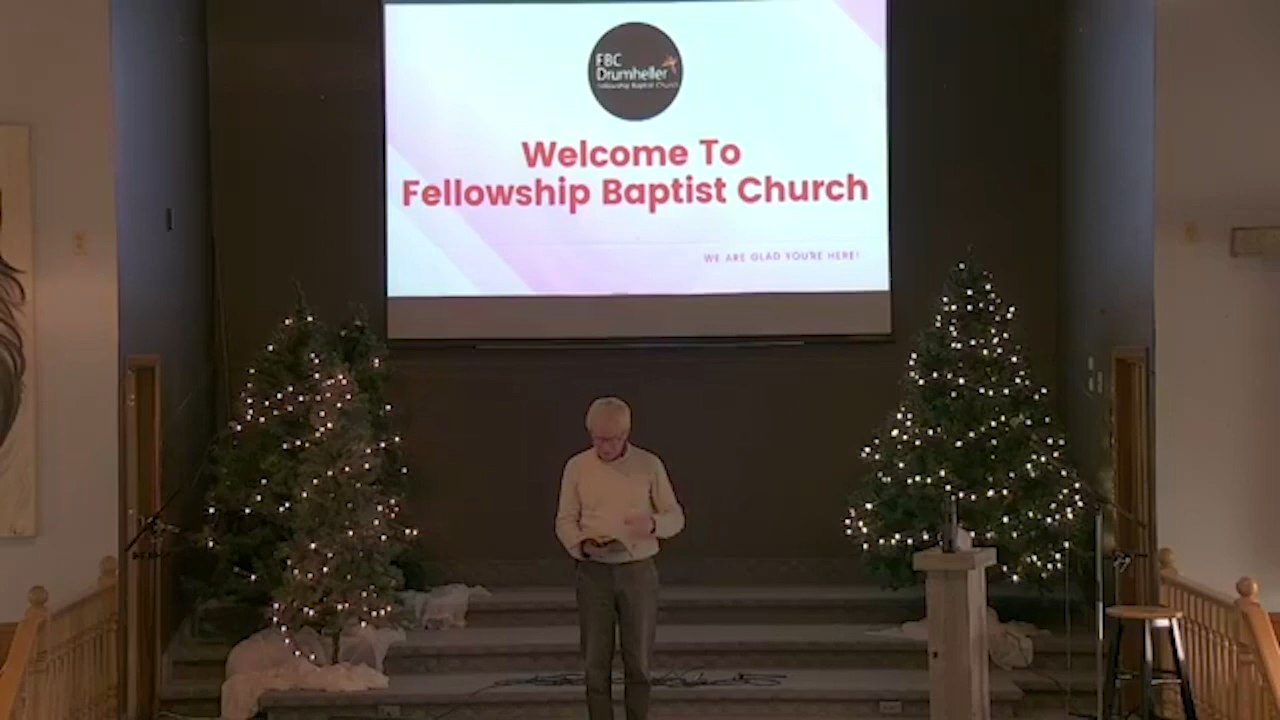 FBC
Drumheller
Fellowship Baptist Church
Welcome To
Fellowship Baptist Church
WE ARE GLAD YOU'RE HERE!